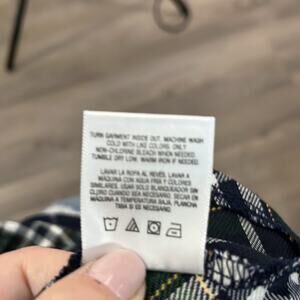 TURN GARMENT INSIDE OUT. MACHINE WASH
COLD WITH LIKE COLORS. ONLY
NON-CHLORINE BLEACH WHEN NEEDED.
TUMBLE DRY LOW. WARM IRON IF NEEDED.
LAVAR LA ROPA AL REVÉS. LAVAR A
MÁQUINA CON AGUA FRÍA Y COLORES
SIMILARES. USAR SOLO BLANQUEADOR SIN
CLORO CUANDO SEA NECESARIO. SECAR EN
MÁQUINA A TEMPERATURA BAJA. PLANCHA
TIBIA SI ES NECESARIO.